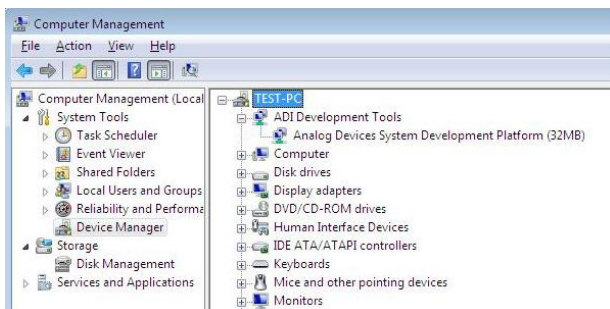 Computer Management
File Action View Help
Computer Management (Local
System Tools
Task Scheduler
Event Viewer
Shared Folders
Local Users and Groups
Reliability and Performa
Device Manager
Storage
Disk Management
Services and Applications
TEST-PC
ADI Development Tools
Analog Devices System Development Platform (32MB)
Computer
Disk drives
Display adapters
DVD/CD-ROM drives
Human Interface Devices
IDE ATA/ATAPI controllers
Keyboards
Mice and other pointing devices
Monitors